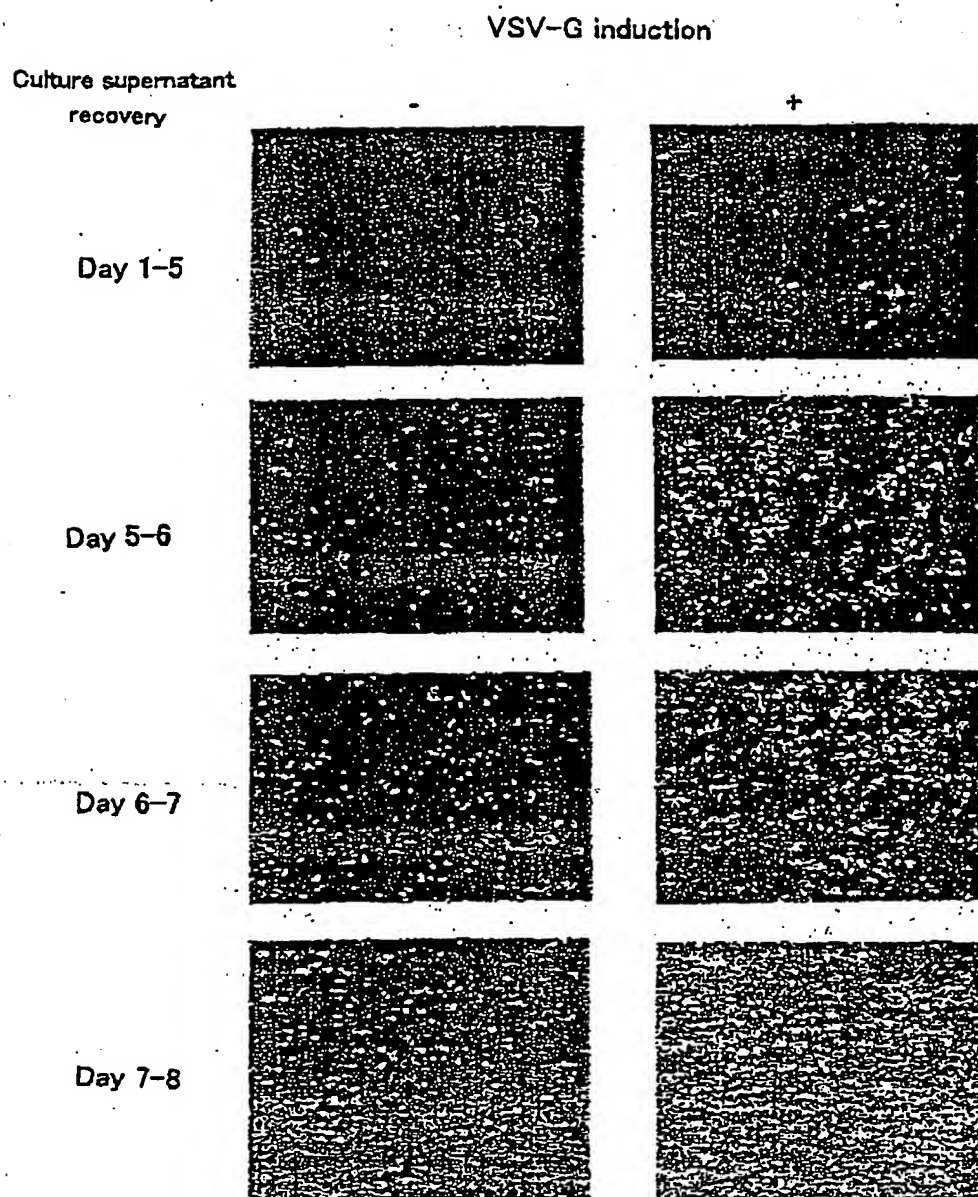 VSV-G induction
Culture supernatant
recovery
-
+
Day 1-5
Day 5-6
Day 6-7
Day 7-8